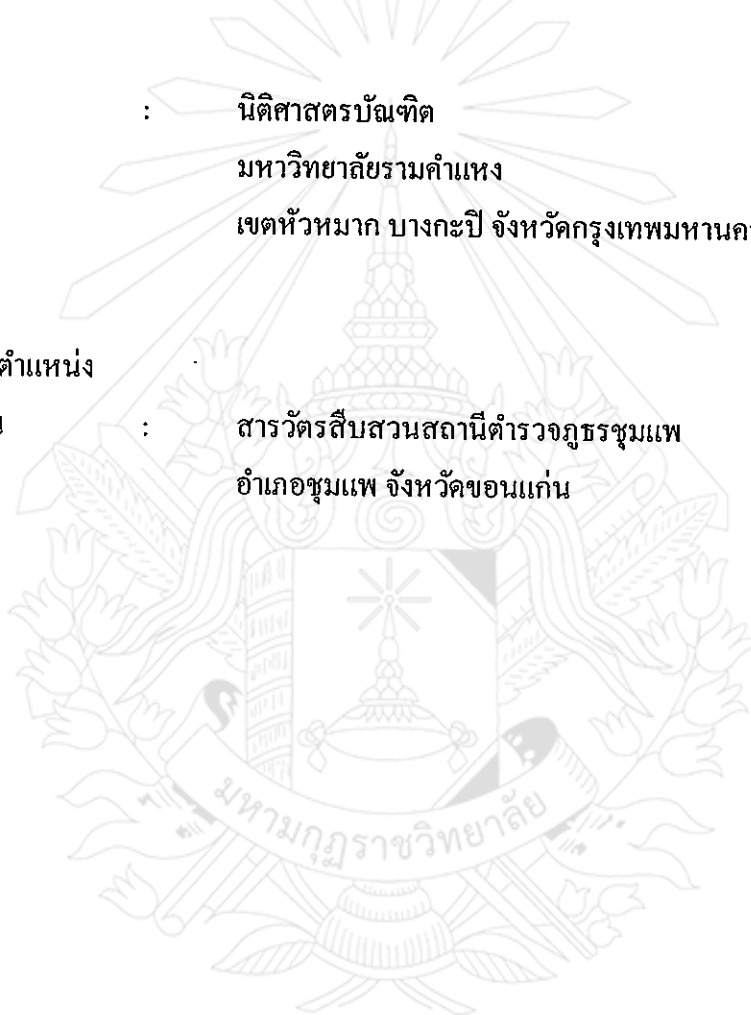 : นิติศาสตรบัณฑิต
มหาวิทยาลัยรามคำแหง
เขตหัวหมาก บางกะปิ จังหวัดกรุงเทพมหานคร
ตำแหน่ง
: สารวัตรสืบสวนสถานีตำรวจภูธรชุมแพ
อำเภอชุมแพ จังหวัดขอนแก่น
มหามกุฏราชวิทยาลัย